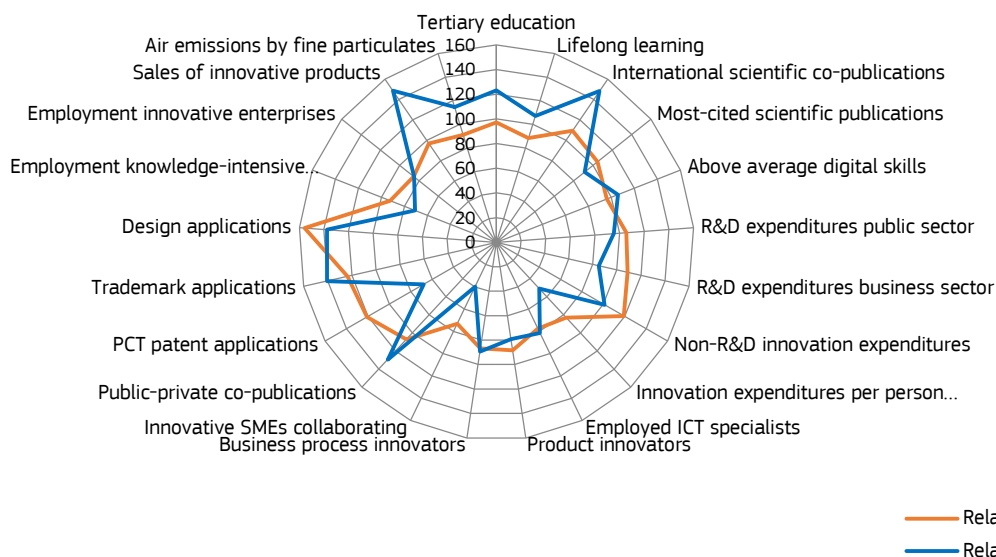 Tertiary education
Lifelong learning
International scientific co-publications
Most-cited scientific publications
Above average digital skills
R&D expenditures public sector
R&D expenditures business sector
Non-R&D innovation expenditures
Innovation expenditures per person...
Employed ICT specialists
Product innovators
Business process innovators
Innovative SMEs collaborating
Public-private co-publications
PCT patent applications
Trademark applications
Design applications
Employment knowledge-intensive...
Employment innovative enterprises
Sales of innovative products
Air emissions by fine particulates
160
140
120
100
80
60
40
20
0
Rela
Rela